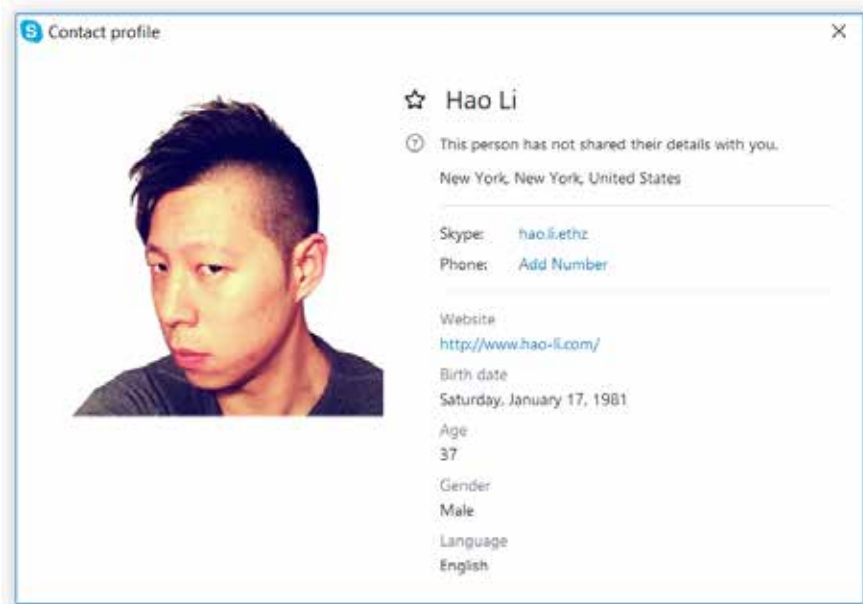 Contact profile
Hao Li
This person has not shared their details with you.
New York, New York, United States
Skype: hao.li.ethz
Phone: Add Number
Website
http://www.hao-li.com/
Birth date
Saturday, January 17, 1981
Age
37
Gender
Male
Language
English